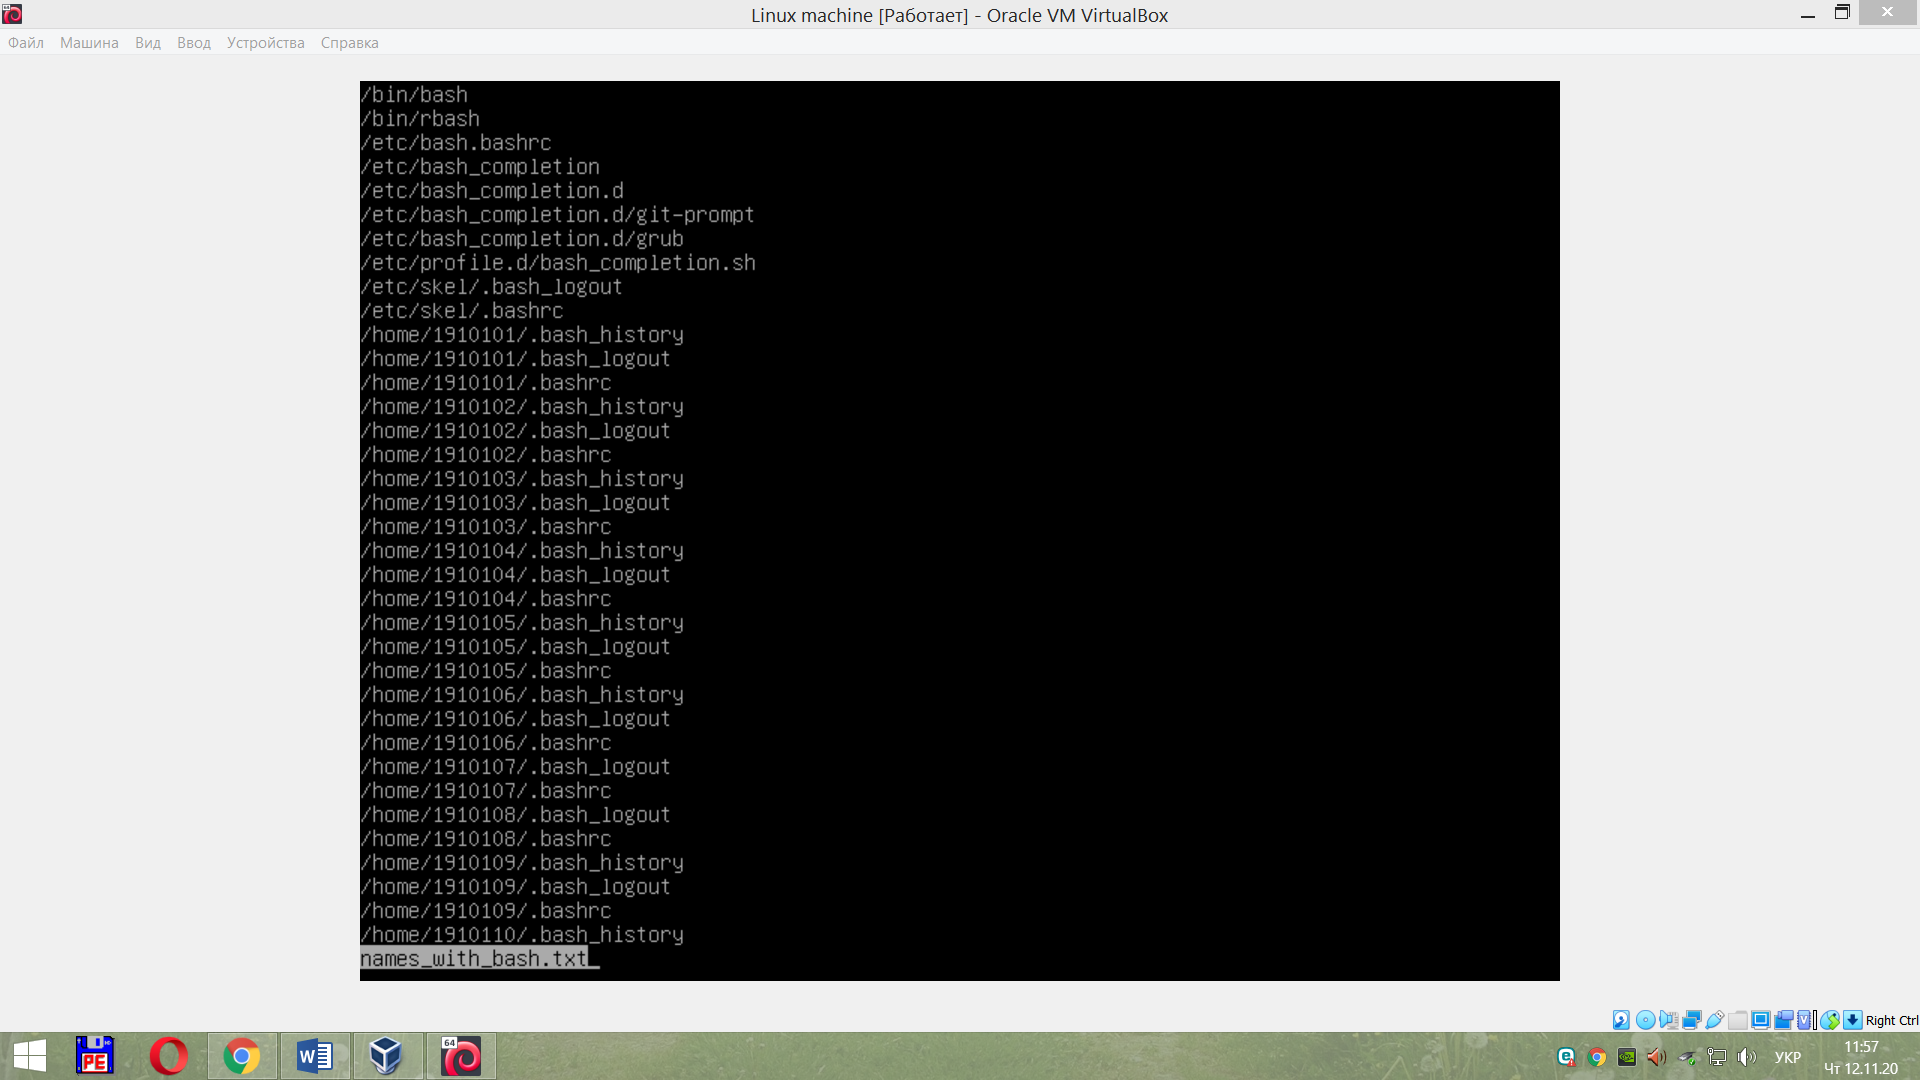 Linux machine [Работает] - Oracle VM VirtualBox
Файл Машина Вид Ввод Устройства Справка
/bin/bash
/bin/rbash
/etc/bash.bashrc
/etc/bash_completion
/etc/bash_completion.d
/etc/bash_completion.d/git-prompt
/etc/bash_completion.d/grub
/etc/profile.d/bash_completion.sh
/etc/skel/.bash_logout
/etc/skel/.bashrc
/home/1910101/.bash_history
/home/1910101/.bash_logout
/home/1910101/.bashrc
/home/1910102/.bash_history
/home/1910102/.bash_logout
/home/1910102/.bashrc
/home/1910103/.bash_history
/home/1910103/.bash_logout
/home/1910103/.bashrc
/home/1910104/.bash_history
/home/1910104/.bash_logout
/home/1910104/.bashrc
/home/1910105/.bash_history
/home/1910105/.bash_logout
/home/1910105/.bashrc
/home/1910106/.bash_history
/home/1910106/.bash_logout
/home/1910106/.bashrc
/home/1910107/.bash_logout
/home/1910107/.bashrc
/home/1910108/.bash_logout
/home/1910108/.bashrc
/home/1910109/.bash_history
/home/1910109/.bash_logout
/home/1910109/.bashrc
/home/1910110/.bash_history
names_with_bash.txt
Right Ctrl
PE
W
64
УКР
11:57
Чт 12.11.20